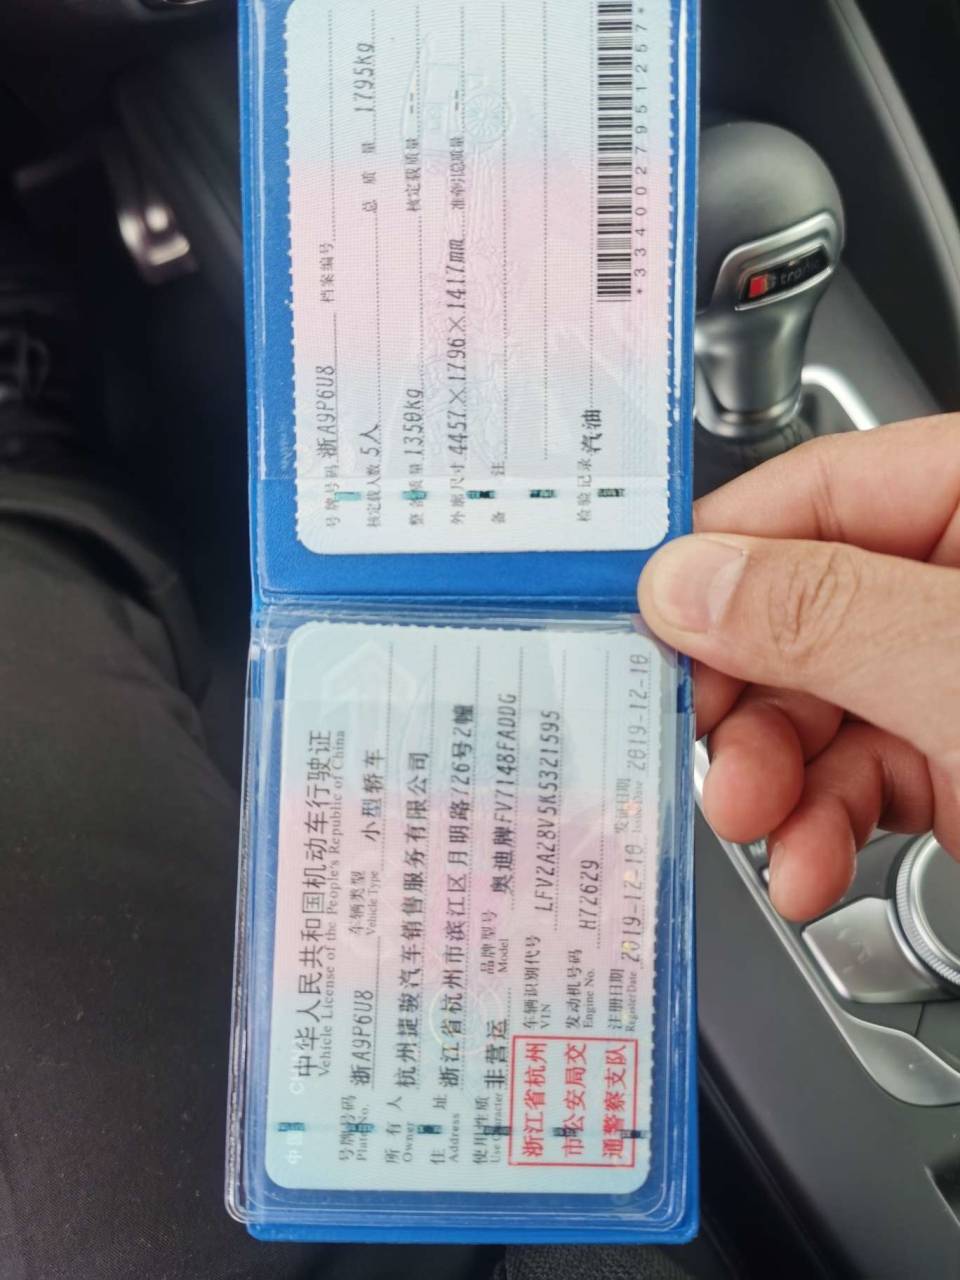 中华人民共和国机动车行驶证
Vehicle License of the People's Republic of China
号牌号码 浙A9P6U8 车辆类型 小型轿车
Plate No. Vehicle Type
所有人 杭州捷骏汽车销售服务有限公司
Owner
住址 浙江省杭州市滨江区月明路726号2幢
Address
使用性质 非营运 品牌型号 奥迪牌FV7148FADDG
Use Character Model
浙江省杭州
市公安局交
通警察支队
车辆识别代号 LFV2A28V5K5321595
VIN
发动机号码 H72629
Engine No.
注册日期 2019-12-10 发证日期 2019-12-10
Register Date Issue Date
号牌号码 浙A9P6U8 档案编号
核定载人数 5人 总质量 1795kg
整备质量 1350kg 核定载质量 --
外廓尺寸 4457×1796×1417mm 准牵引总质量 --
备注
检验记录 汽油
*3340027951257*
S tronic